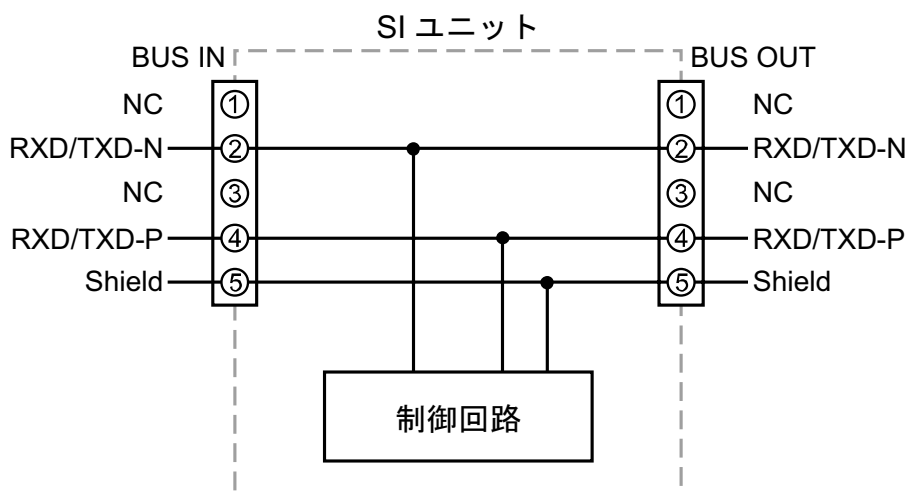 SI ユニット
BUS IN
BUS OUT
NC ① ① NC
RXD/TXD-N ② ② RXD/TXD-N
NC ③ ③ NC
RXD/TXD-P ④ ④ RXD/TXD-P
Shield ⑤ ⑤ Shield
制御回路